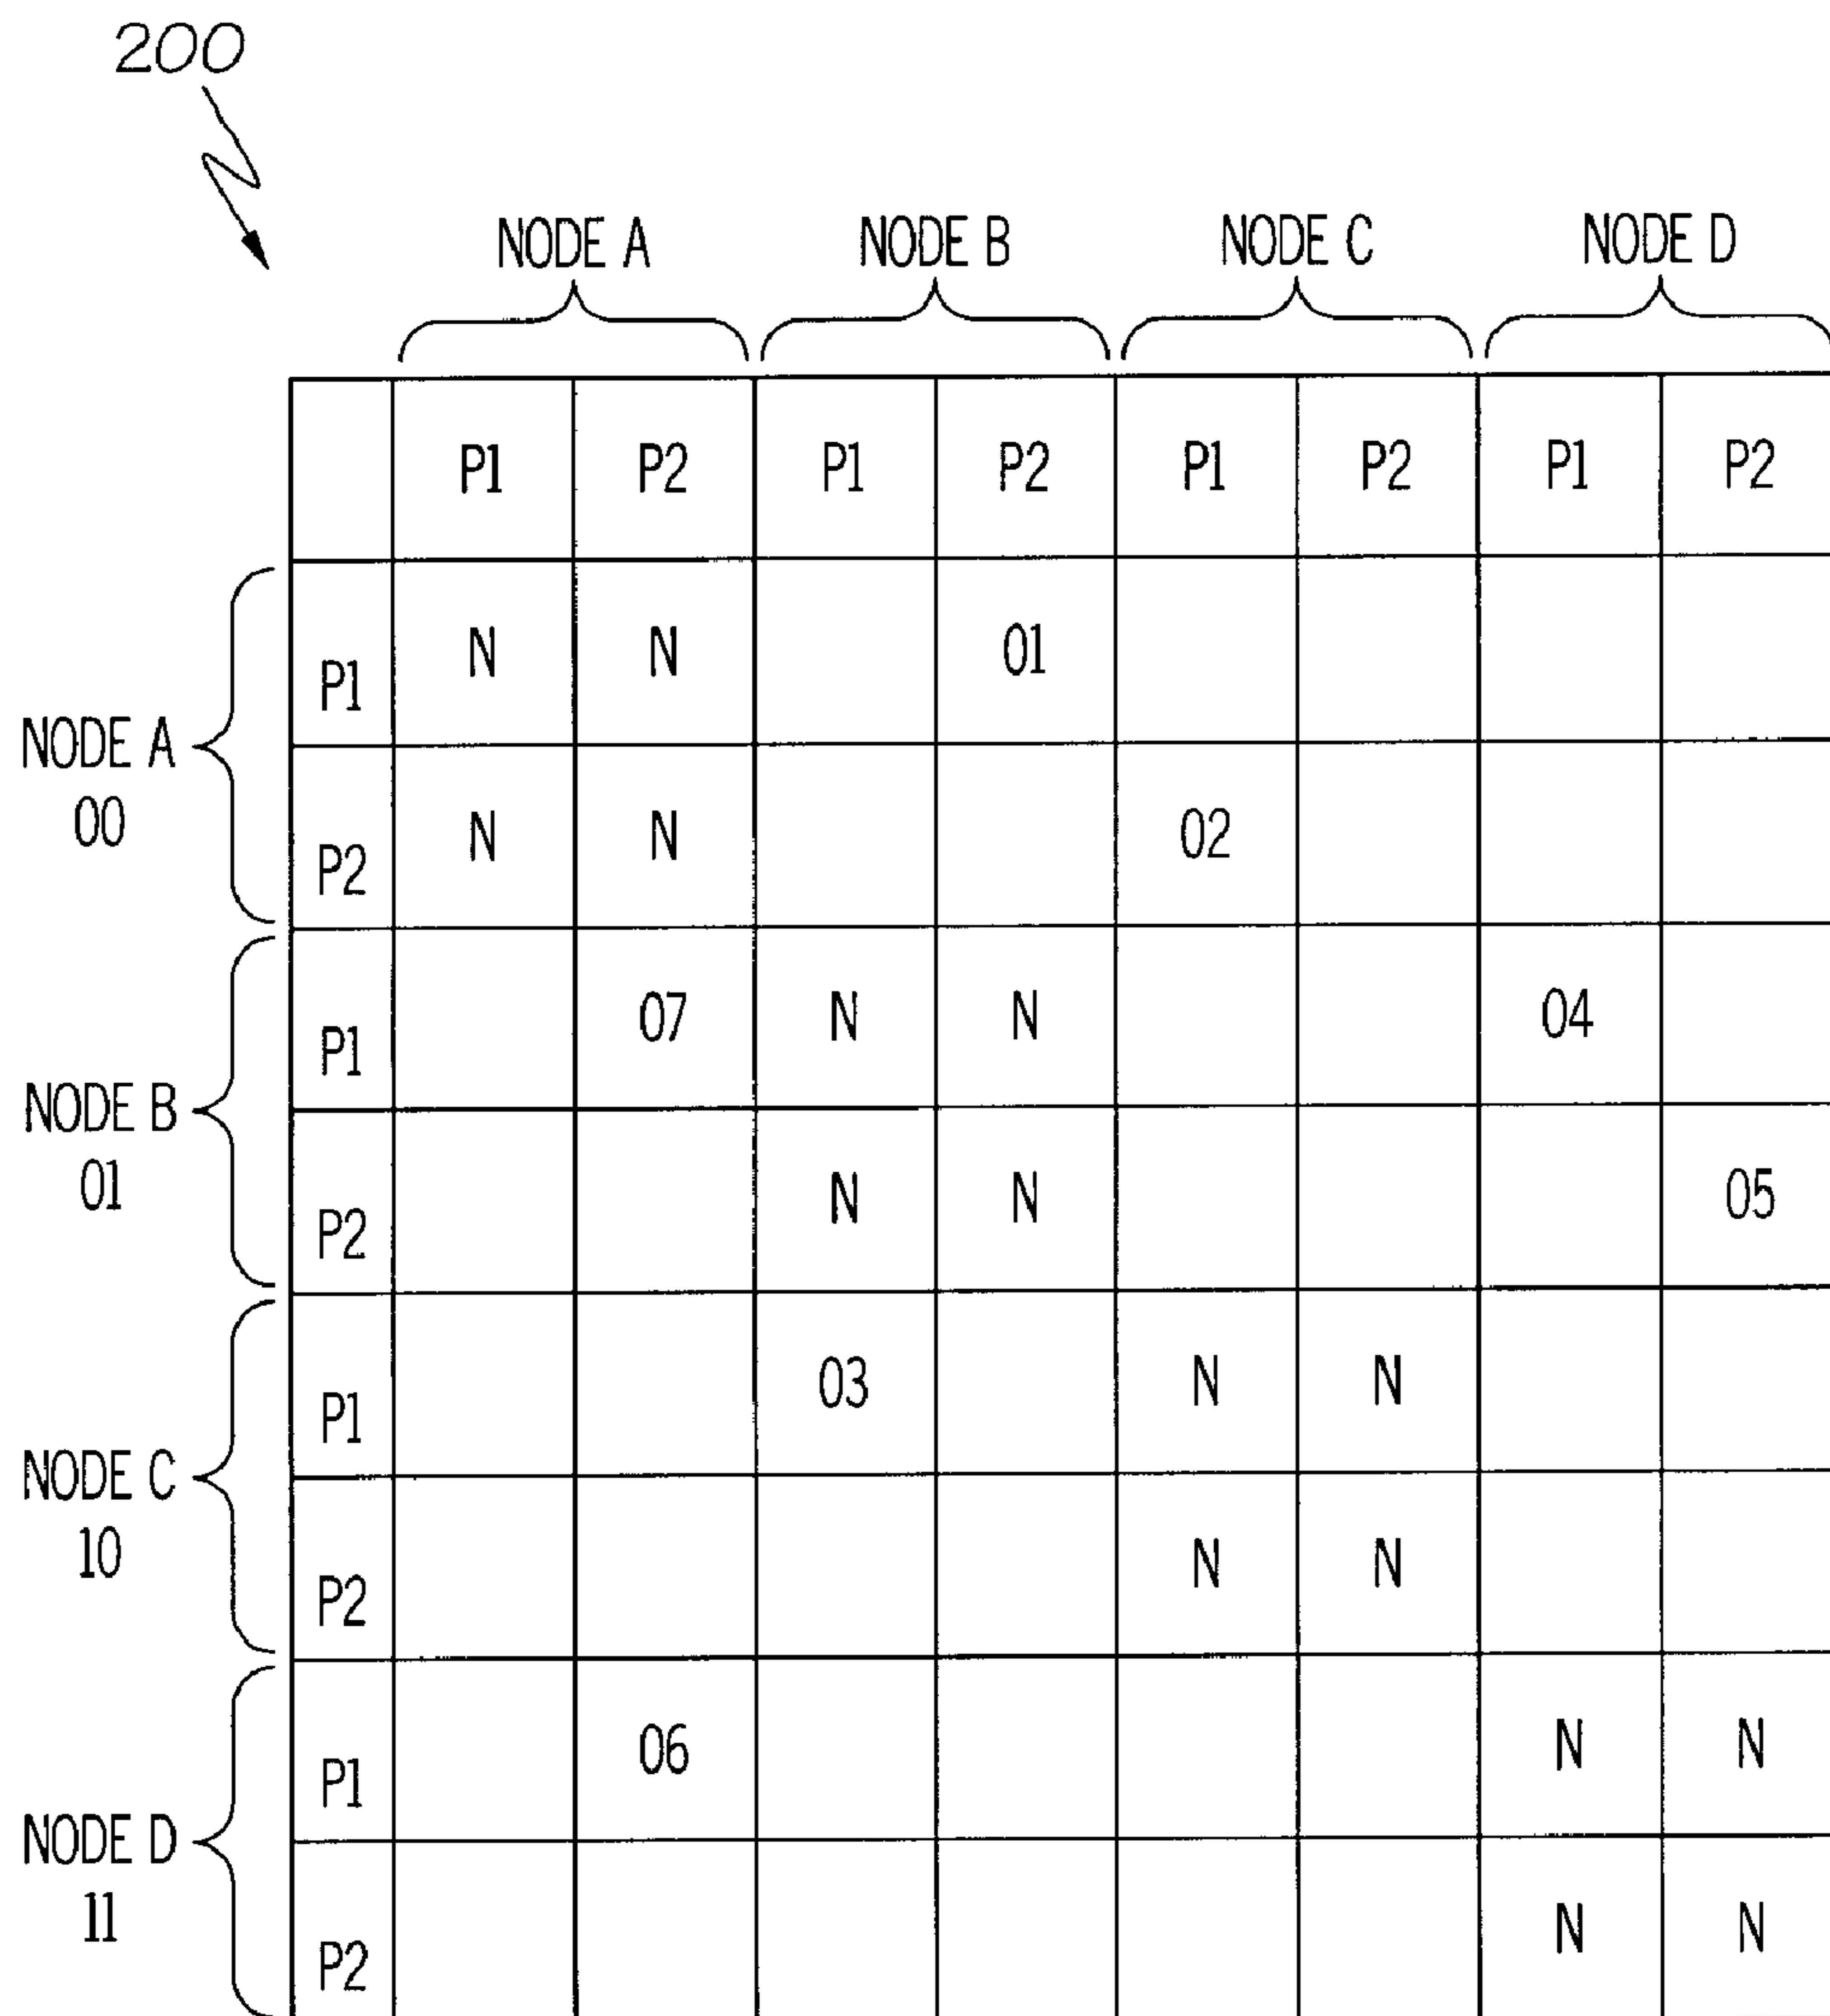 200
NODE A NODE B NODE C NODE D
P1 P2 P1 P2 P1 P2 P1 P2
NODE A
00
P1 N N 01
P2 N N 02
NODE B
01
P1 07 N N 04
P2 N N 05
NODE C
10
P1 03 N N
P2 N N
NODE D
11
P1 06 N N
P2 N N